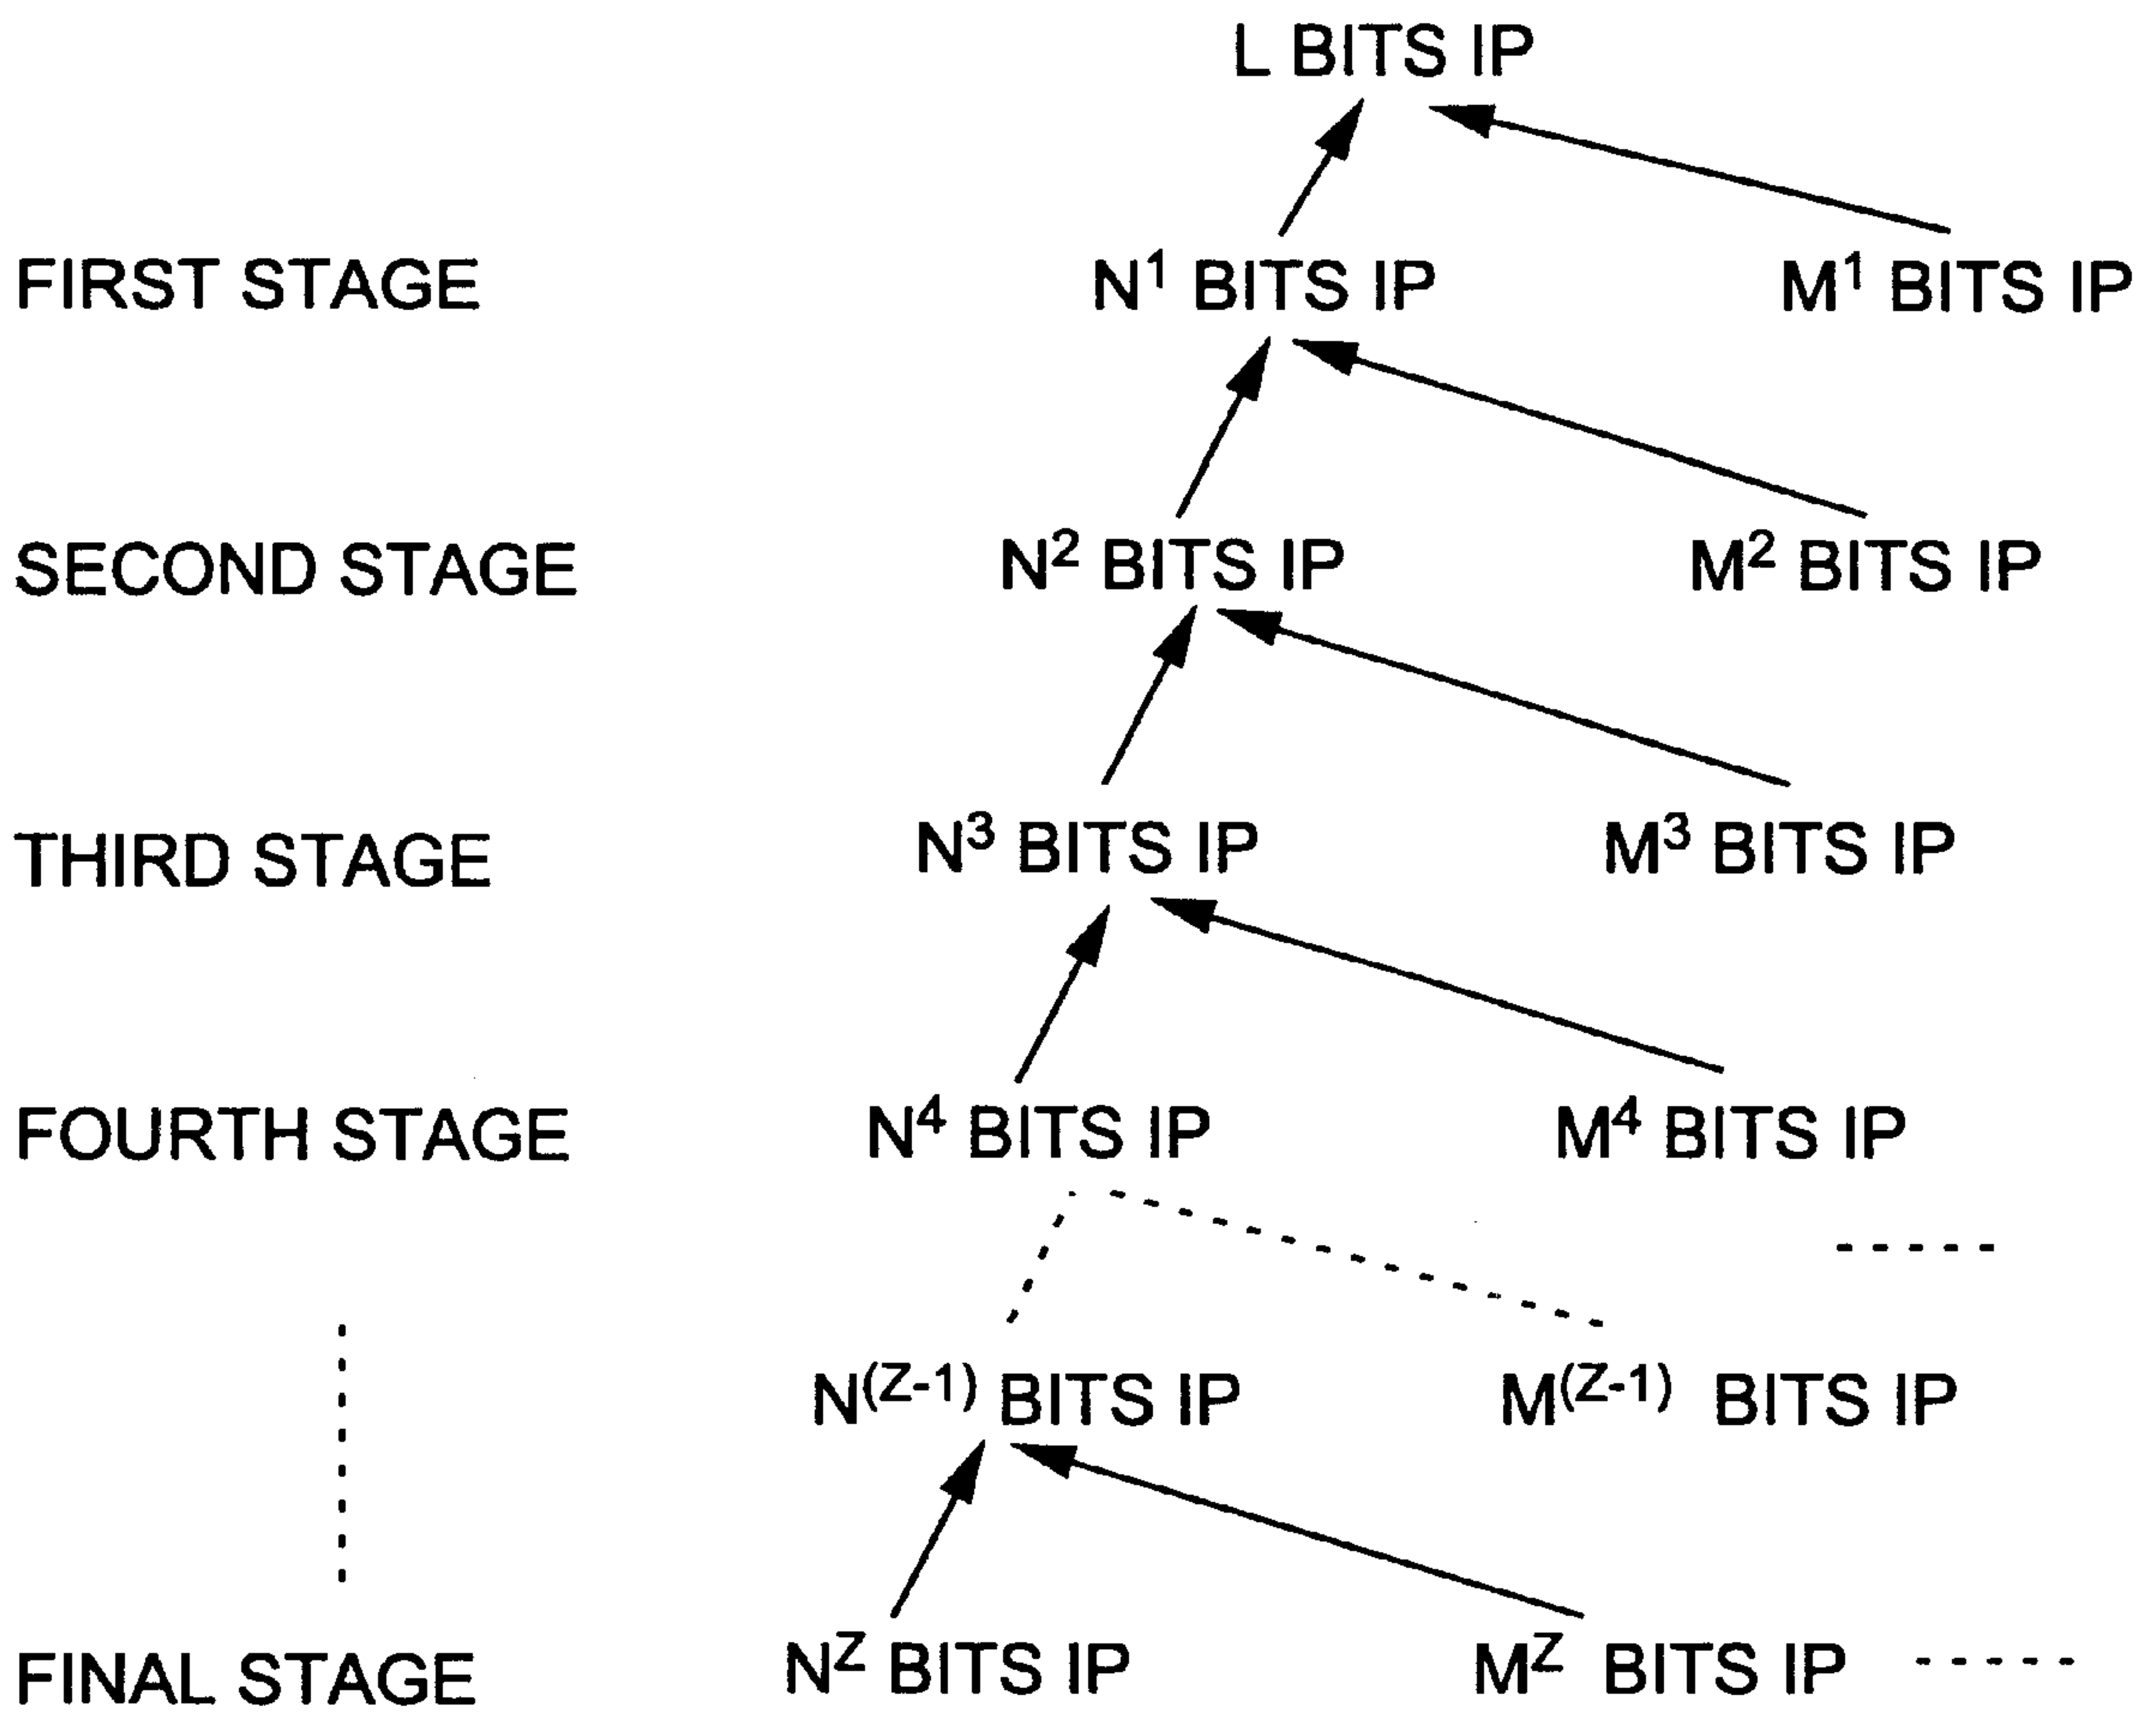 L BITS IP
FIRST STAGE N¹ BITS IP M¹ BITS IP
SECOND STAGE N² BITS IP M² BITS IP
THIRD STAGE N³ BITS IP M³ BITS IP
FOURTH STAGE N⁴ BITS IP M⁴ BITS IP
N^(Z-1) BITS IP M^(Z-1) BITS IP
FINAL STAGE N^Z BITS IP M^Z BITS IP